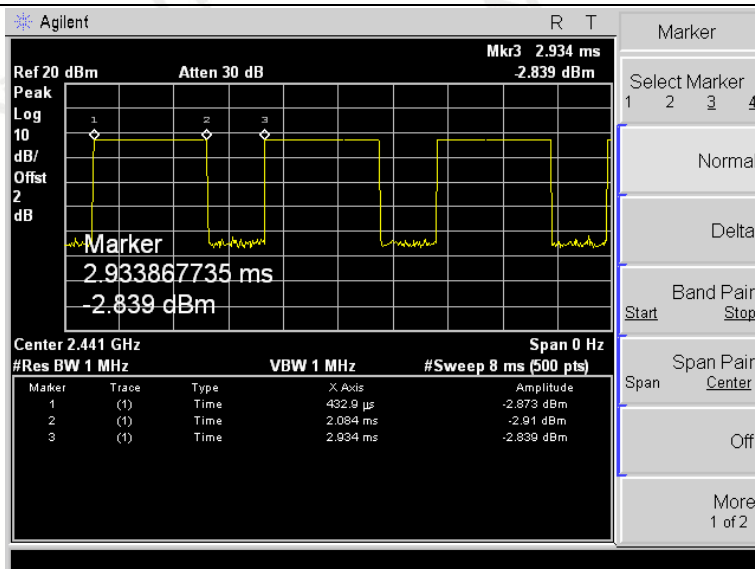 Agilent R T
Mkr3 2.934 ms
Ref 20 dBm Atten 30 dB -2.839 dBm
Peak
Log
10
dB/
Offst
2
dB
1 2 3
Marker
2.933867735 ms
-2.839 dBm
Center 2.441 GHz Span 0 Hz
#Res BW 1 MHz VBW 1 MHz #Sweep 8 ms (500 pts)
Marker Trace Type X Axis Amplitude
1 (1) Time 432.9 µs -2.873 dBm
2 (1) Time 2.084 ms -2.91 dBm
3 (1) Time 2.934 ms -2.839 dBm
Marker
Select Marker
1 2 3 4
Normal
Delta
Band Pair
Start Stop
Span Pair
Span Center
Off
More
1 of 2